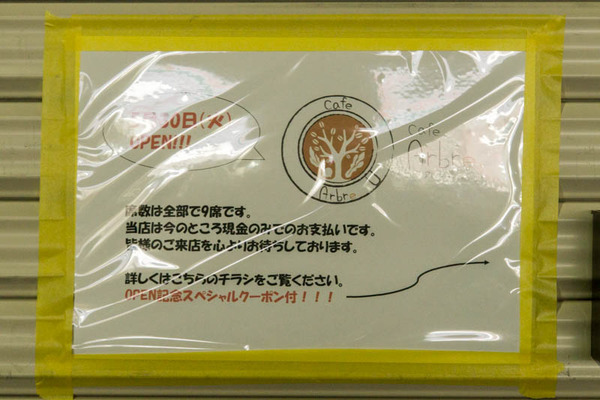 30日(火)
OPEN!!!
Cafe
Arbre
Cafe
Arbre
席数は全部で9席です。
当店は今のところ現金のみでのお支払いです。
皆様のご来店を心よりお待ちしております。
詳しくはこちらのチラシをご覧ください。
OPEN記念スペシャルクーポン付！！！